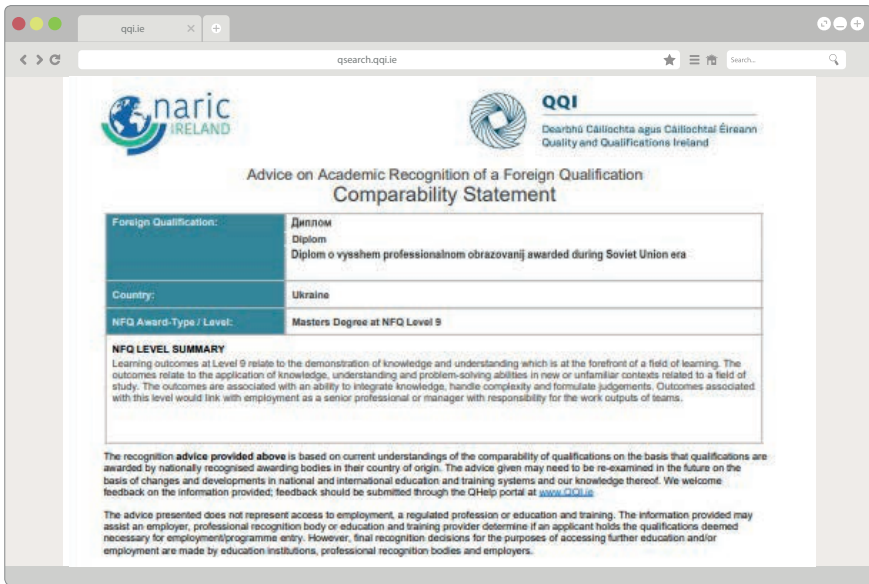 qqi.ie
qsearch.qqi.ie
Search...
naric
IRELAND
QQI
Dearbhú Cáilíochta agus Cáilíochtaí Éireann
Quality and Qualifications Ireland
Advice on Academic Recognition of a Foreign Qualification
Comparability Statement
Foreign Qualification:
Диплом
Diplom
Diplom o vysshem professionalnom obrazovanij awarded during Soviet Union era
Country:
Ukraine
NFQ Award-Type / Level:
Masters Degree at NFQ Level 9
NFQ LEVEL SUMMARY
Learning outcomes at Level 9 relate to the demonstration of knowledge and understanding which is at the forefront of a field of learning. The
outcomes relate to the application of knowledge, understanding and problem-solving abilities in new or unfamiliar contexts related to a field of
study. The outcomes are associated with an ability to integrate knowledge, handle complexity and formulate judgements. Outcomes associated
with this level would link with employment as a senior professional or manager with responsibility for the work outputs of teams.
The recognition advice provided above is based on current understandings of the comparability of qualifications on the basis that qualifications are
awarded by nationally recognised awarding bodies in their country of origin. The advice given may need to be re-examined in the future on the
basis of changes and developments in national and international education and training systems and our knowledge thereof. We welcome
feedback on the information provided; feedback should be submitted through the QHelp portal at www.QQI.ie
The advice presented does not represent access to employment, a regulated profession or education and training. The information provided may
assist an employer, professional recognition body or education and training provider determine if an applicant holds the qualifications deemed
necessary for employment/programme entry. However, final recognition decisions for the purposes of accessing further education and/or
employment are made by education institutions, professional recognition bodies and employers.